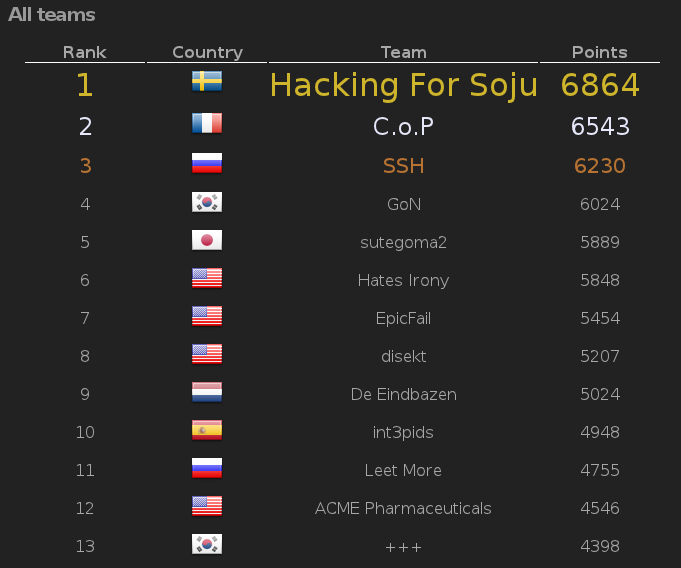 All teams
Rank Country Team Points
1 Hacking For Soju 6864
2 C.o.P 6543
3 SSH 6230
4 GoN 6024
5 sutegoma2 5889
6 Hates Irony 5848
7 EpicFail 5454
8 disekt 5207
9 De Eindbazen 5024
10 int3pids 4948
11 Leet More 4755
12 ACME Pharmaceuticals 4546
13 +++ 4398